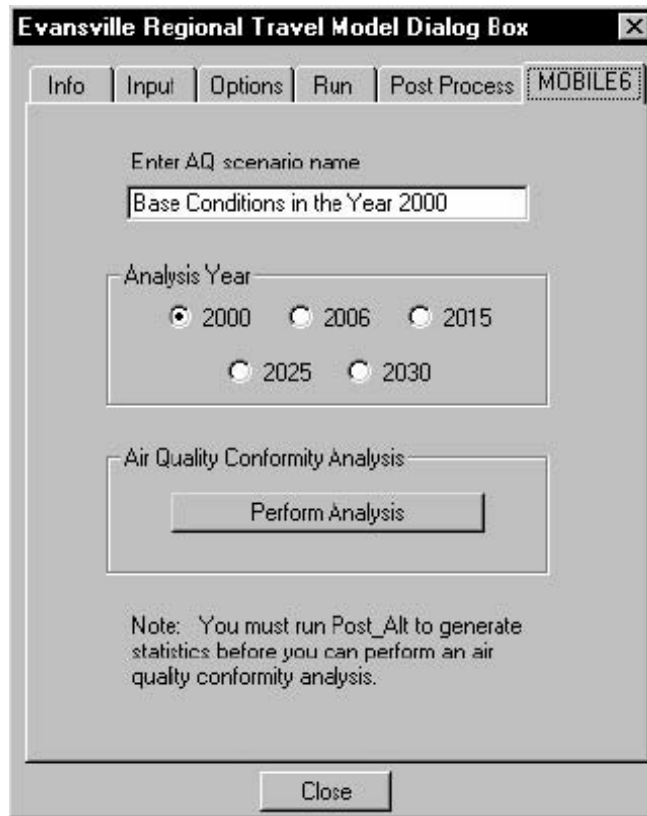 Evansville Regional Travel Model Dialog Box
Info Input Options Run Post Process MOBILE6
Enter AQ scenario name
Base Conditions in the Year 2000
Analysis Year
2000 2006 2015
2025 2030
Air Quality Conformity Analysis
Perform Analysis
Note: You must run Post_Alt to generate
statistics before you can perform an air
quality conformity analysis.
Close